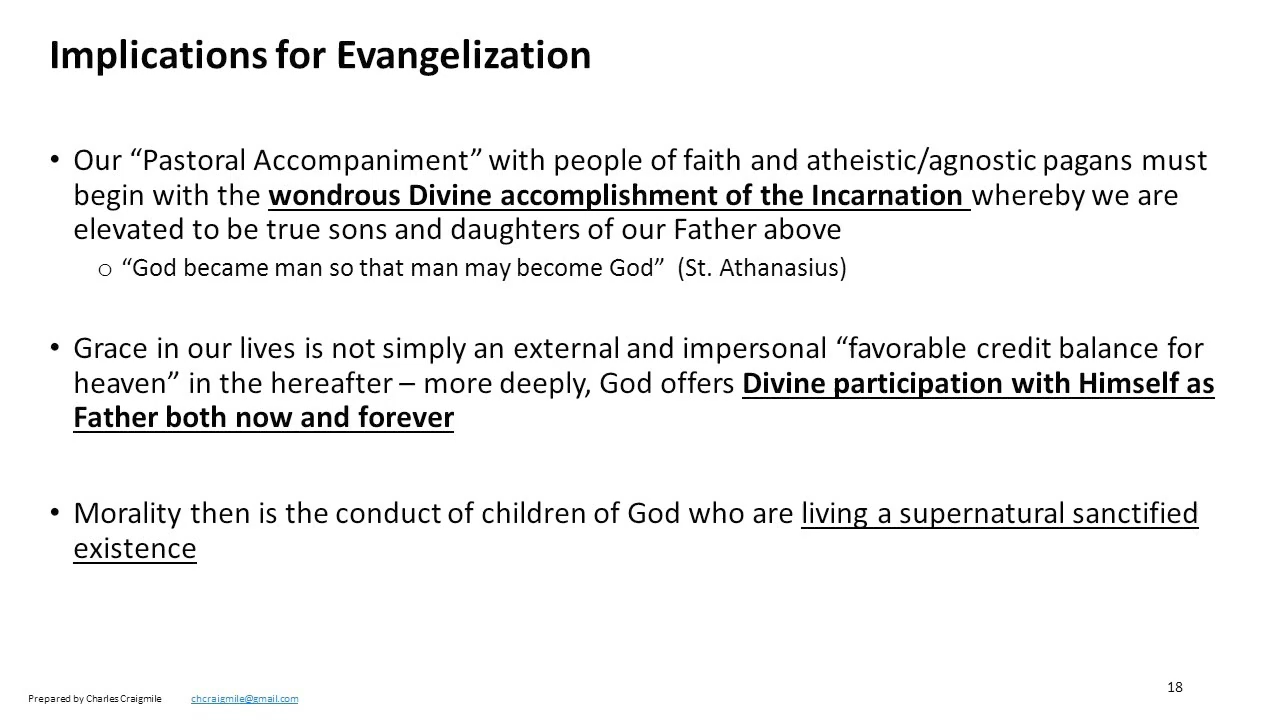 Implications for Evangelization
• Our “Pastoral Accompaniment” with people of faith and atheistic/agnostic pagans must
begin with the wondrous Divine accomplishment of the Incarnation whereby we are
elevated to be true sons and daughters of our Father above
o “God became man so that man may become God” (St. Athanasius)
• Grace in our lives is not simply an external and impersonal “favorable credit balance for
heaven” in the hereafter – more deeply, God offers Divine participation with Himself as
Father both now and forever
• Morality then is the conduct of children of God who are living a supernatural sanctified
existence
Prepared by Charles Craigmile chcraigmile@gmail.com
18